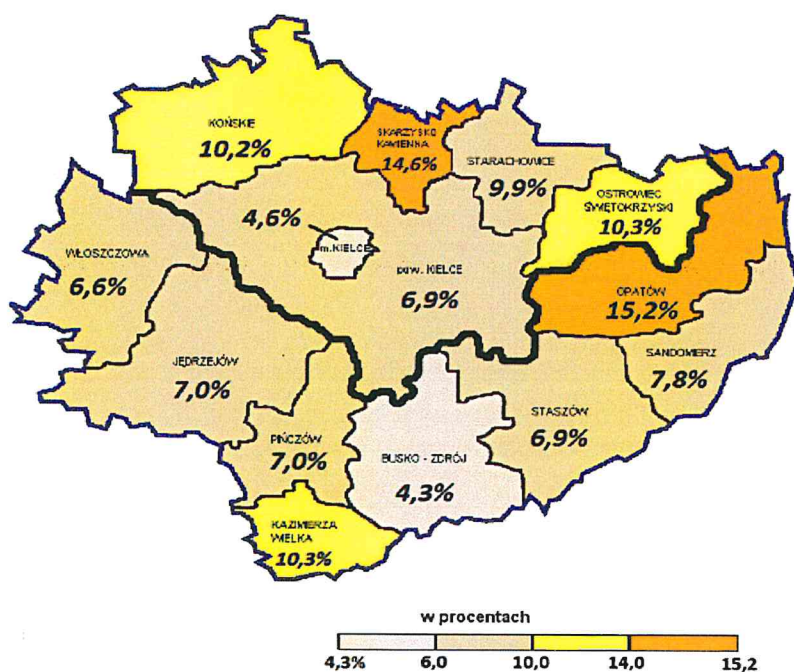 KOŃSKIE
10,2%
SKARŻYSKO
KAMIENNA
14,6%
STARACHOWICE
9,9%
OSTROWIEC
ŚWIĘTOKRZYSKI
10,3%
4,6%
m.KIELCE
WŁOSZCZOWA
6,6%
pow. KIELCE
6,9%
OPATÓW
15,2%
JĘDRZEJÓW
7,0%
SANDOMIERZ
7,8%
STASZÓW
6,9%
PIŃCZÓW
7,0%
BUSKO - ZDRÓJ
4,3%
KAZIMIERZA
WIELKA
10,3%
w procentach
4,3% 6,0 10,0 14,0 15,2